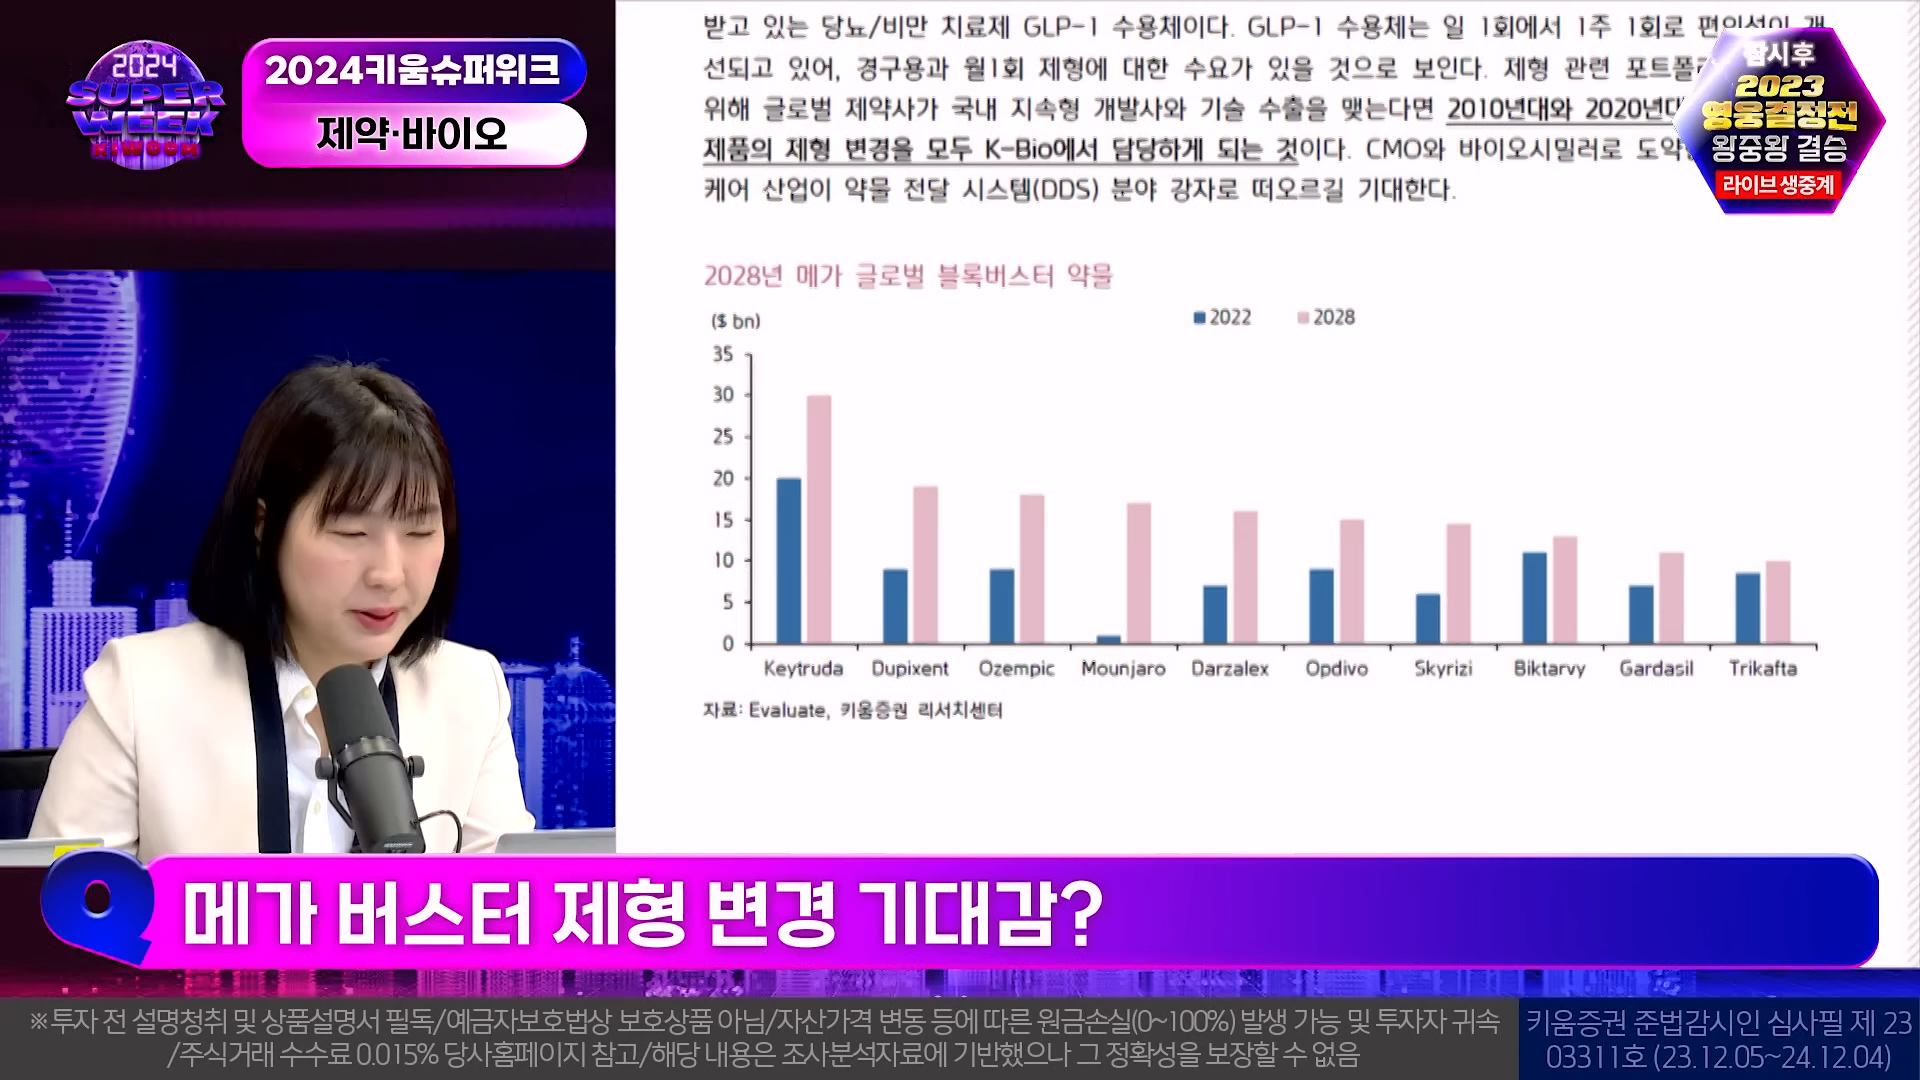 2024
SUPER
WEEK
KIWOOM
2024키움슈퍼위크
제약·바이오
받고 있는 당뇨/비만 치료제 GLP-1 수용체이다. GLP-1 수용체는 일 1회에서 1주 1회로
선되고 있어, 경구용과 월1회 제형에 대한 수요가 있을 것으로 보인다. 제형 관련
위해 글로벌 제약사가 국내 지속형 개발사와 기술 수출을 맺는다면 2010년대와
제품의 제형 변경을 모두 K-Bio에서 담당하게 되는 것이다. CMO와 바이오시밀러로
케어 산업이 약물 전달 시스템(DDS) 분야 강자로 떠오르길 기대한다.
잠시후
2023
영웅결정전
왕중왕 결승
라이브 생중계
2028년 메가 글로벌 블록버스터 약물
($ bn)
2022 2028
35
30
25
20
15
10
5
0
Keytruda Dupixent Ozempic Mounjaro Darzalex Opdivo Skyrizi Biktarvy Gardasil Trikafta
자료: Evaluate, 키움증권 리서치센터
Q 메가 버스터 제형 변경 기대감?
※투자 전 설명청취 및 상품설명서 필독/예금자보호법상 보호상품 아님/자산가격 변동 등에 따른 원금손실(0~100%) 발생 가능 및 투자자 귀속
/주식거래 수수료 0.015% 당사홈페이지 참고/해당 내용은 조사분석자료에 기반했으나 그 정확성을 보장할 수 없음
키움증권 준법감시인 심사필 제 23
03311호 (23.12.05~24.12.04)